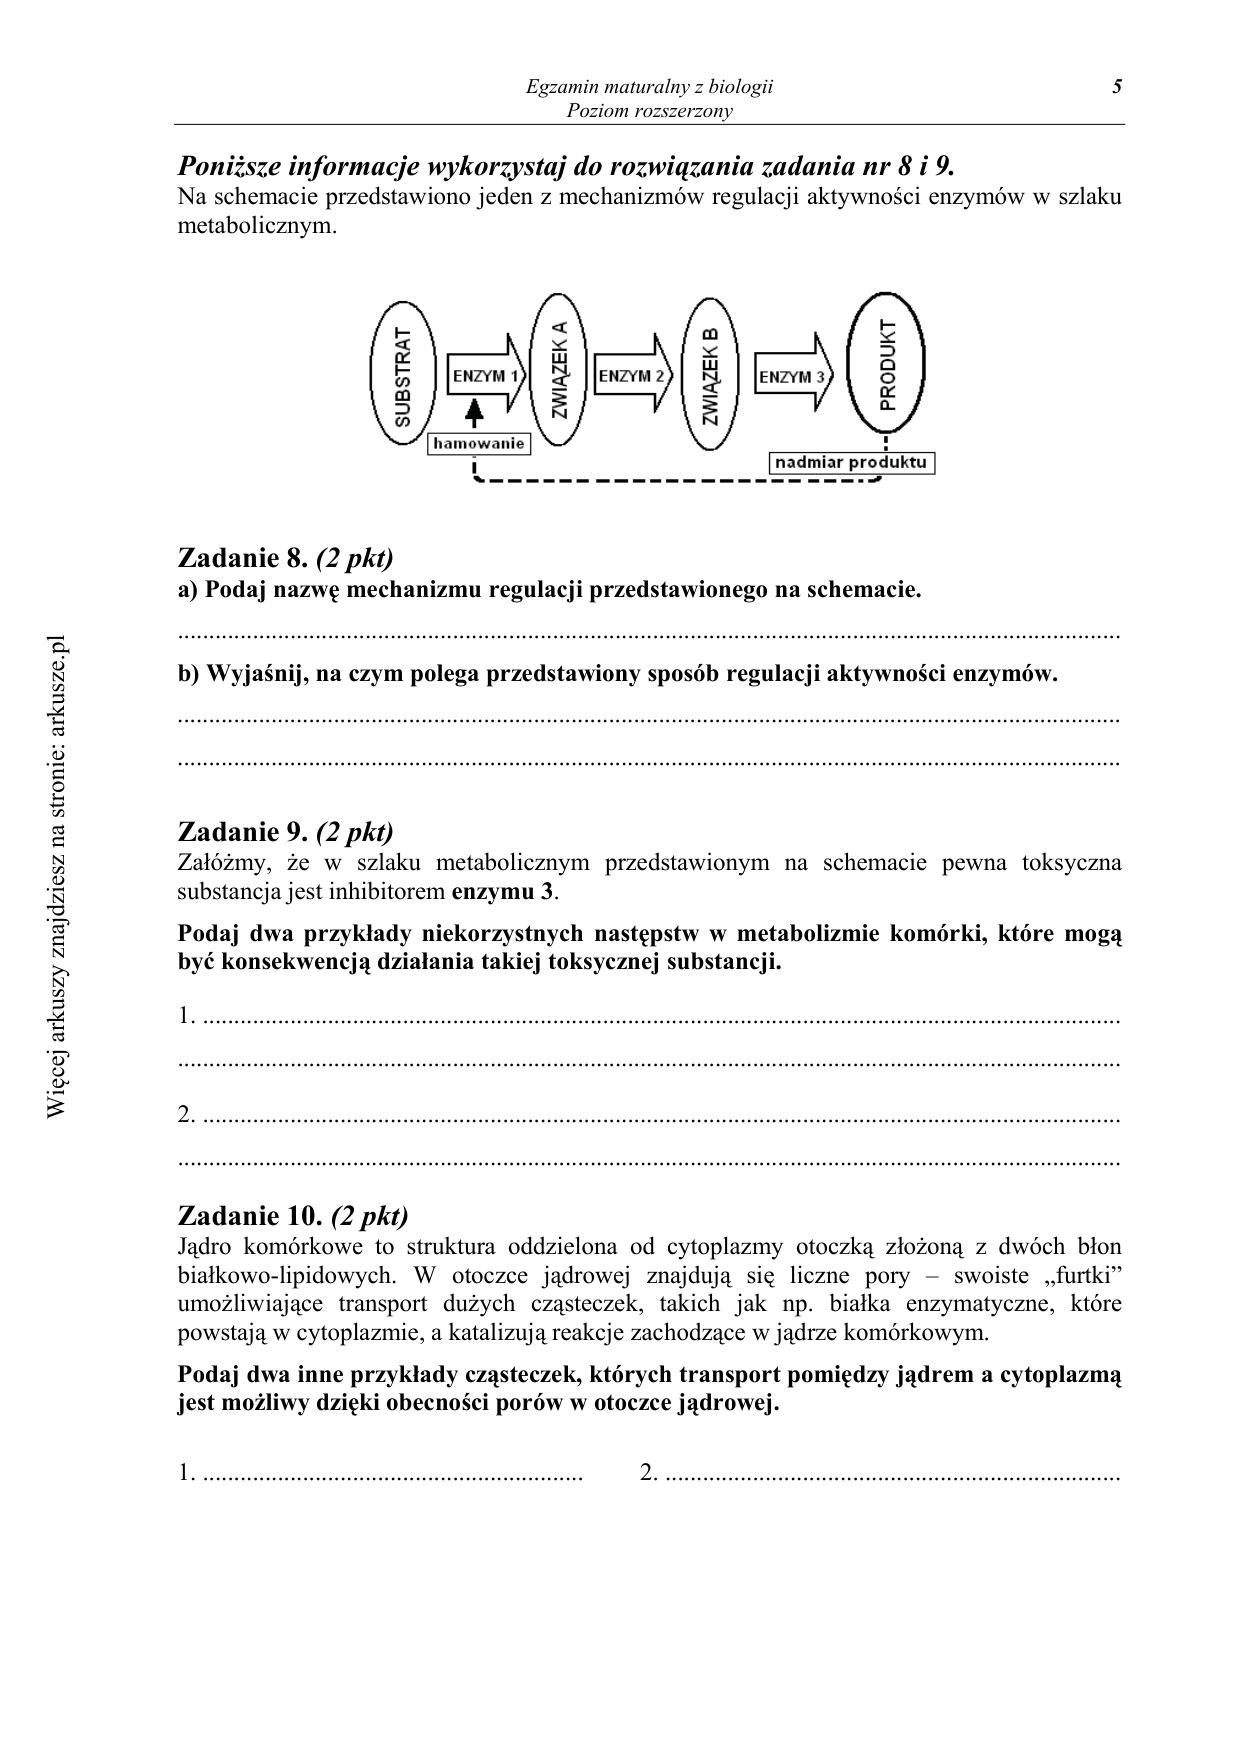 Egzamin maturalny z biologii 5
Poziom rozszerzony
Poniższe informacje wykorzystaj do rozwiązania zadania nr 8 i 9.
Na schemacie przedstawiono jeden z mechanizmów regulacji aktywności enzymów w szlaku
metabolicznym.
SUBSTRAT
ENZYM 1
ZWIĄZEK A
ENZYM 2
ZWIĄZEK B
ENZYM 3
PRODUKT
hamowanie
nadmiar produktu
Zadanie 8. (2 pkt)
a) Podaj nazwę mechanizmu regulacji przedstawionego na schemacie.
.......................................................................................................................................................
b) Wyjaśnij, na czym polega przedstawiony sposób regulacji aktywności enzymów.
.......................................................................................................................................................
.......................................................................................................................................................
Zadanie 9. (2 pkt)
Załóżmy, że w szlaku metabolicznym przedstawionym na schemacie pewna toksyczna
substancja jest inhibitorem enzymu 3.
Podaj dwa przykłady niekorzystnych następstw w metabolizmie komórki, które mogą
być konsekwencją działania takiej toksycznej substancji.
1. ...................................................................................................................................................
.......................................................................................................................................................
2. ...................................................................................................................................................
.......................................................................................................................................................
Zadanie 10. (2 pkt)
Jądro komórkowe to struktura oddzielona od cytoplazmy otoczką złożoną z dwóch błon
białkowo-lipidowych. W otoczce jądrowej znajdują się liczne pory – swoiste „furtki”
umożliwiające transport dużych cząsteczek, takich jak np. białka enzymatyczne, które
powstają w cytoplazmie, a katalizują reakcje zachodzące w jądrze komórkowym.
Podaj dwa inne przykłady cząsteczek, których transport pomiędzy jądrem a cytoplazmą
jest możliwy dzięki obecności porów w otoczce jądrowej.
1. ............................................................. 2. .........................................................................
Więcej arkuszy znajdziesz na stronie: arkusze.pl